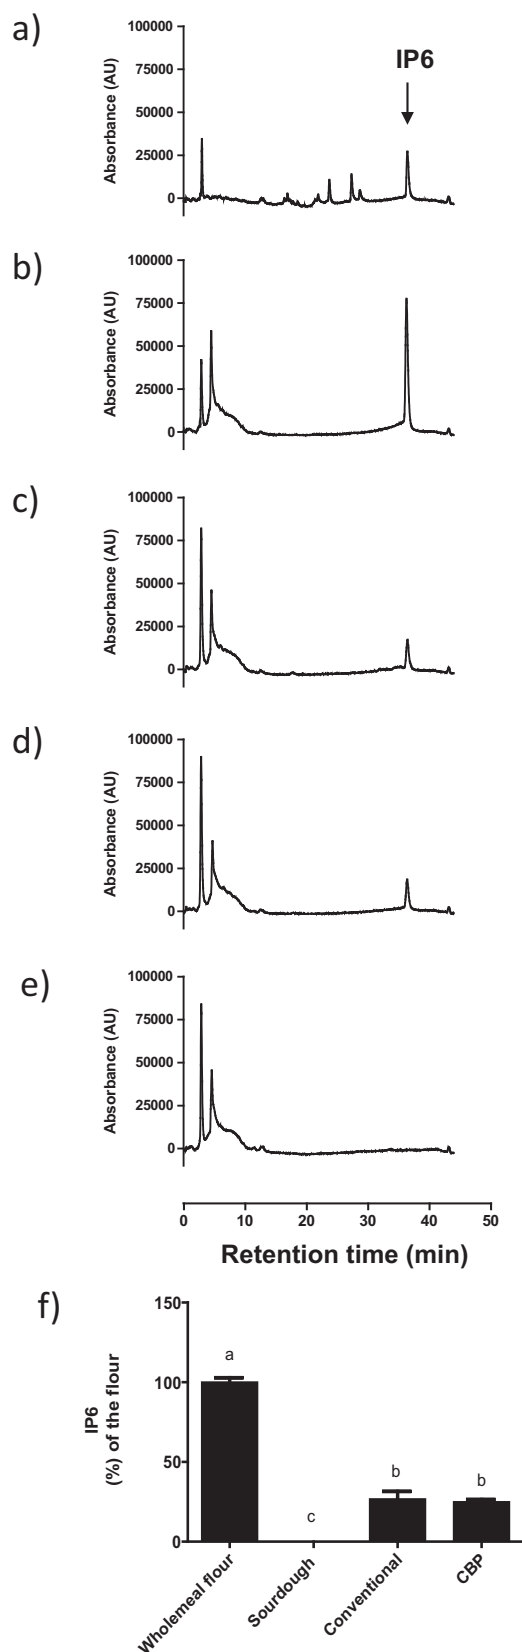 a)
100000
75000
50000
25000
0
Absorbance (AU)
IP6
b)
100000
75000
50000
25000
0
Absorbance (AU)
c)
100000
75000
50000
25000
0
Absorbance (AU)
d)
100000
75000
50000
25000
0
Absorbance (AU)
e)
100000
75000
50000
25000
0
Absorbance (AU)
0 10 20 30 40 50
Retention time (min)
f)
150
100
50
0
IP6
(%) of the flour
a
c
b
b
Wholemeal flour
Sourdough
Conventional
CBP